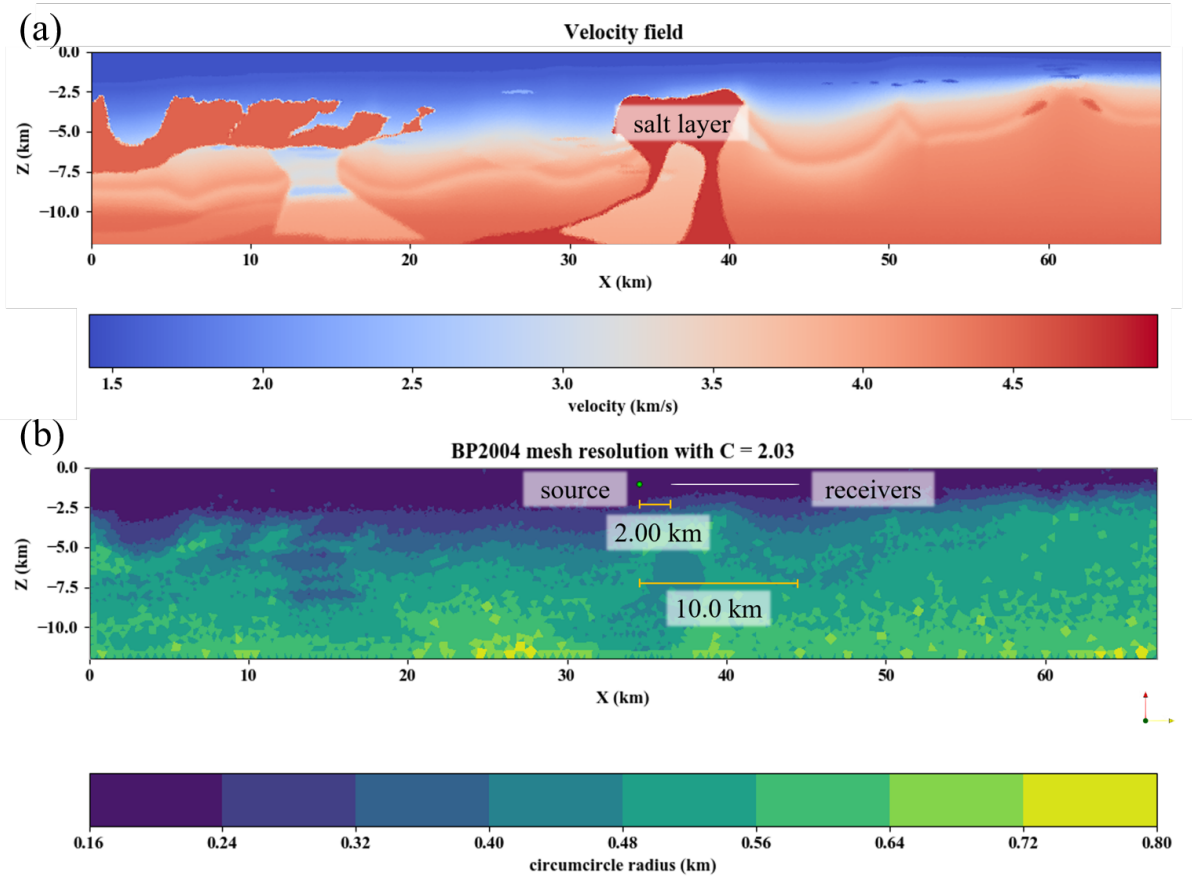 (a)
Velocity field
0.0
−2.5
−5.0
−7.5
−10.0
Z (km)
salt layer
0 10 20 30 40 50 60
X (km)
1.5 2.0 2.5 3.0 3.5 4.0 4.5
velocity (km/s)
(b)
BP2004 mesh resolution with C = 2.03
0.0
−2.5
−5.0
−7.5
−10.0
Z (km)
source
receivers
2.00 km
10.0 km
0 10 20 30 40 50 60
X (km)
0.16 0.24 0.32 0.40 0.48 0.56 0.64 0.72 0.80
circumcircle radius (km)